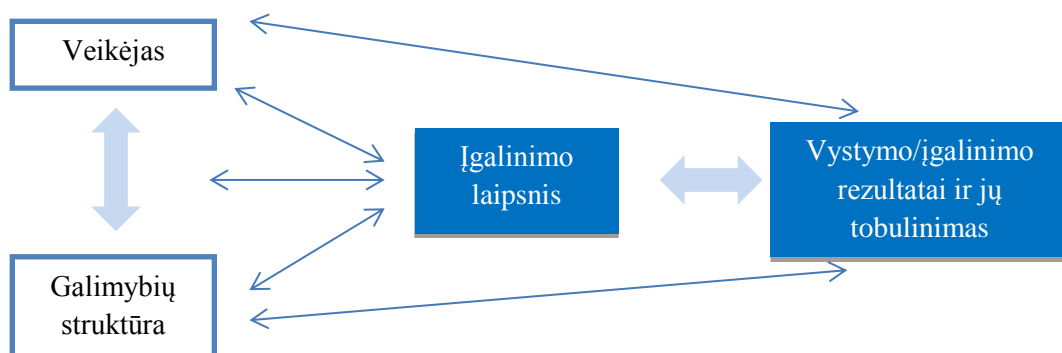 Veikėjas
Įgalinimo
laipsnis
Vystymo/įgalinimo
rezultatai ir jų
tobulinimas
Galimybių
struktūra